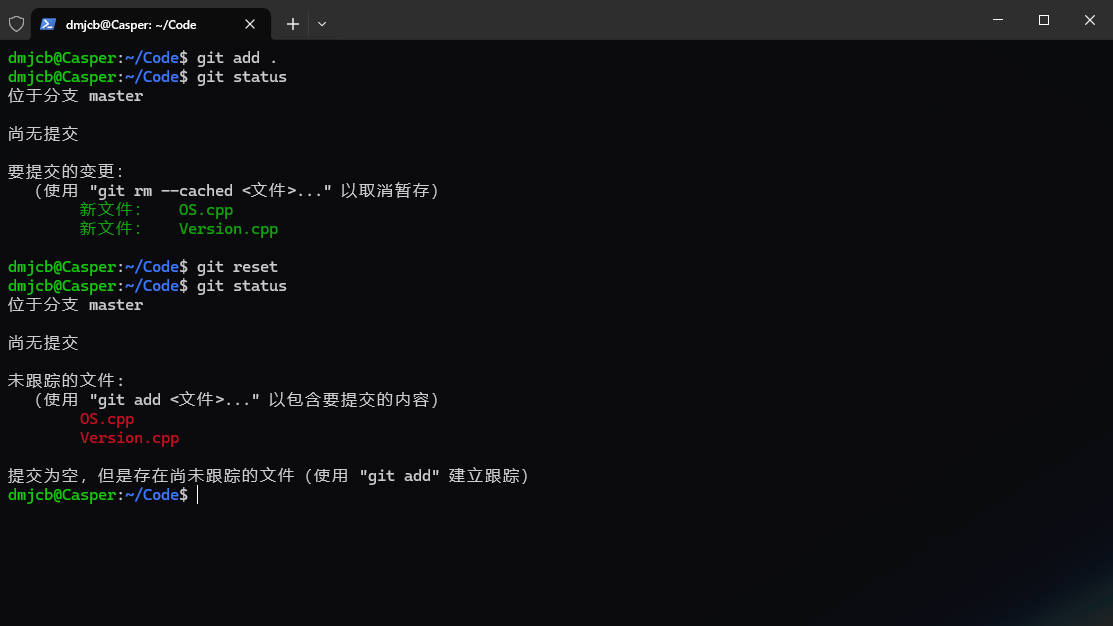 dmjcb@Casper: ~/Code
dmjcb@Casper:~/Code$ git add .
dmjcb@Casper:~/Code$ git status
位于分支 master
尚无提交
要提交的变更：
（使用 "git rm --cached <文件>..." 以取消暂存）
新文件： OS.cpp
新文件： Version.cpp
dmjcb@Casper:~/Code$ git reset
dmjcb@Casper:~/Code$ git status
位于分支 master
尚无提交
未跟踪的文件：
（使用 "git add <文件>..." 以包含要提交的内容）
OS.cpp
Version.cpp
提交为空，但是存在尚未跟踪的文件（使用 "git add" 建立跟踪）
dmjcb@Casper:~/Code$